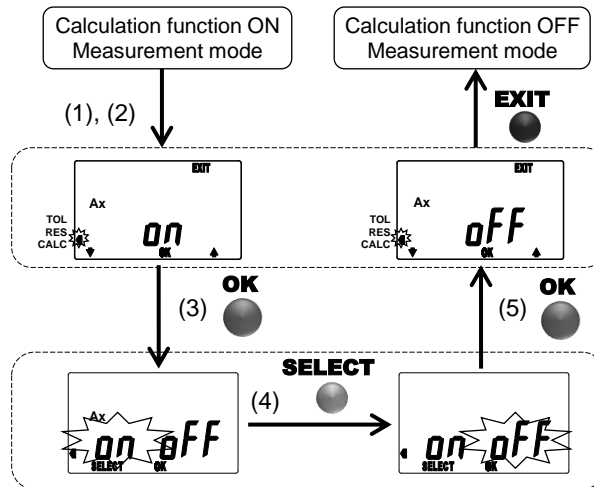 Calculation function ON
Measurement mode
Calculation function OFF
Measurement mode
(1), (2)
EXIT
EXIT
Ax
TOL
RES
CALC
on
OK
EXIT
Ax
TOL
RES
CALC
oFF
OK
(3)
OK
(5)
OK
Ax
on oFF
SELECT OK
(4)
SELECT
on oFF
SELECT OK